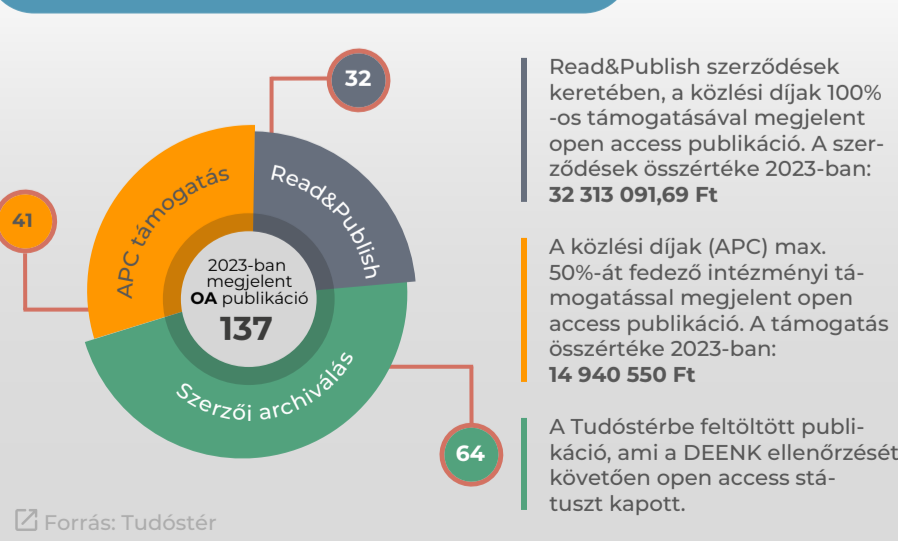 32
Read&Publish
APC támogatás
41
2023-ban
megjelent
OA publikáció
137
Szerzői archiválás
64
Read&Publish szerződések
keretében, a közlési díjak 100%
-os támogatásával megjelent
open access publikáció. A szer-
ződések összértéke 2023-ban:
32 313 091,69 Ft
A közlési díjak (APC) max.
50%-át fedező intézményi tá-
mogatással megjelent open
access publikáció. A támogatás
összértéke 2023-ban:
14 940 550 Ft
A Tudóstérbe feltöltött publi-
káció, ami a DEENK ellenőrzését
követően open access stá-
tuszt kapott.
Forrás: Tudóstér